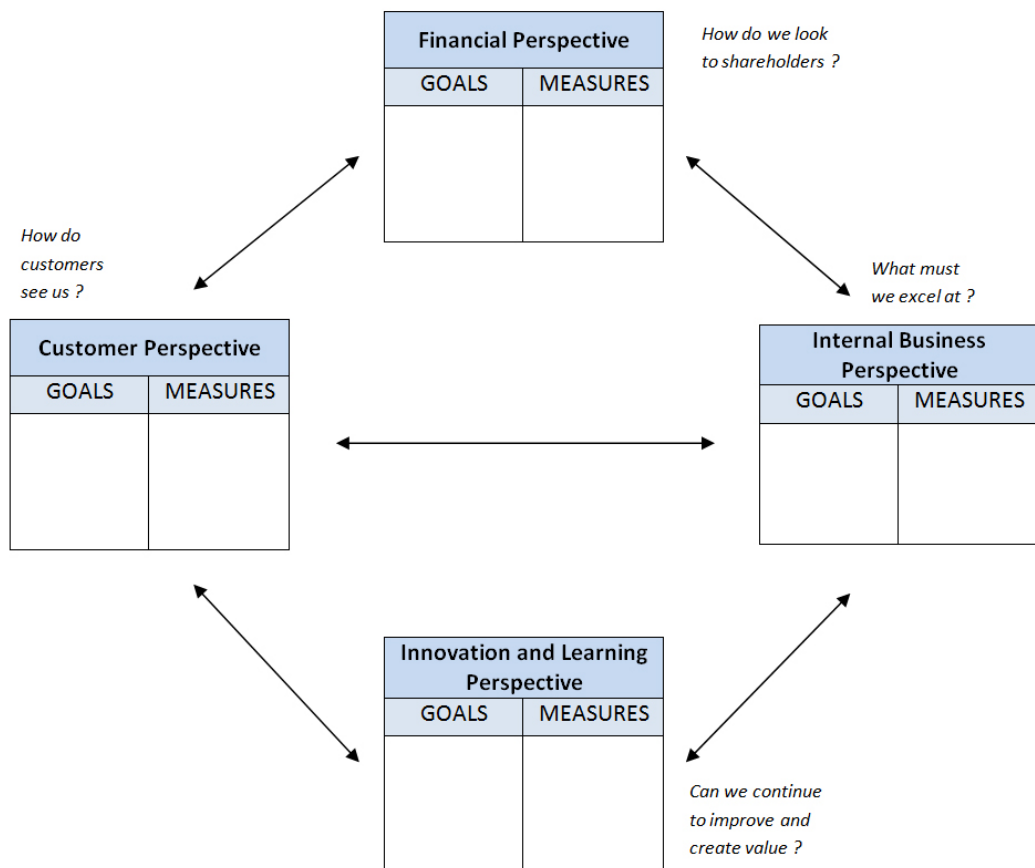 Financial Perspective
GOALS MEASURES
How do we look
to shareholders ?
How do
customers
see us ?
What must
we excel at ?
Customer Perspective
GOALS MEASURES
Internal Business
Perspective
GOALS MEASURES
Innovation and Learning
Perspective
GOALS MEASURES
Can we continue
to improve and
create value ?